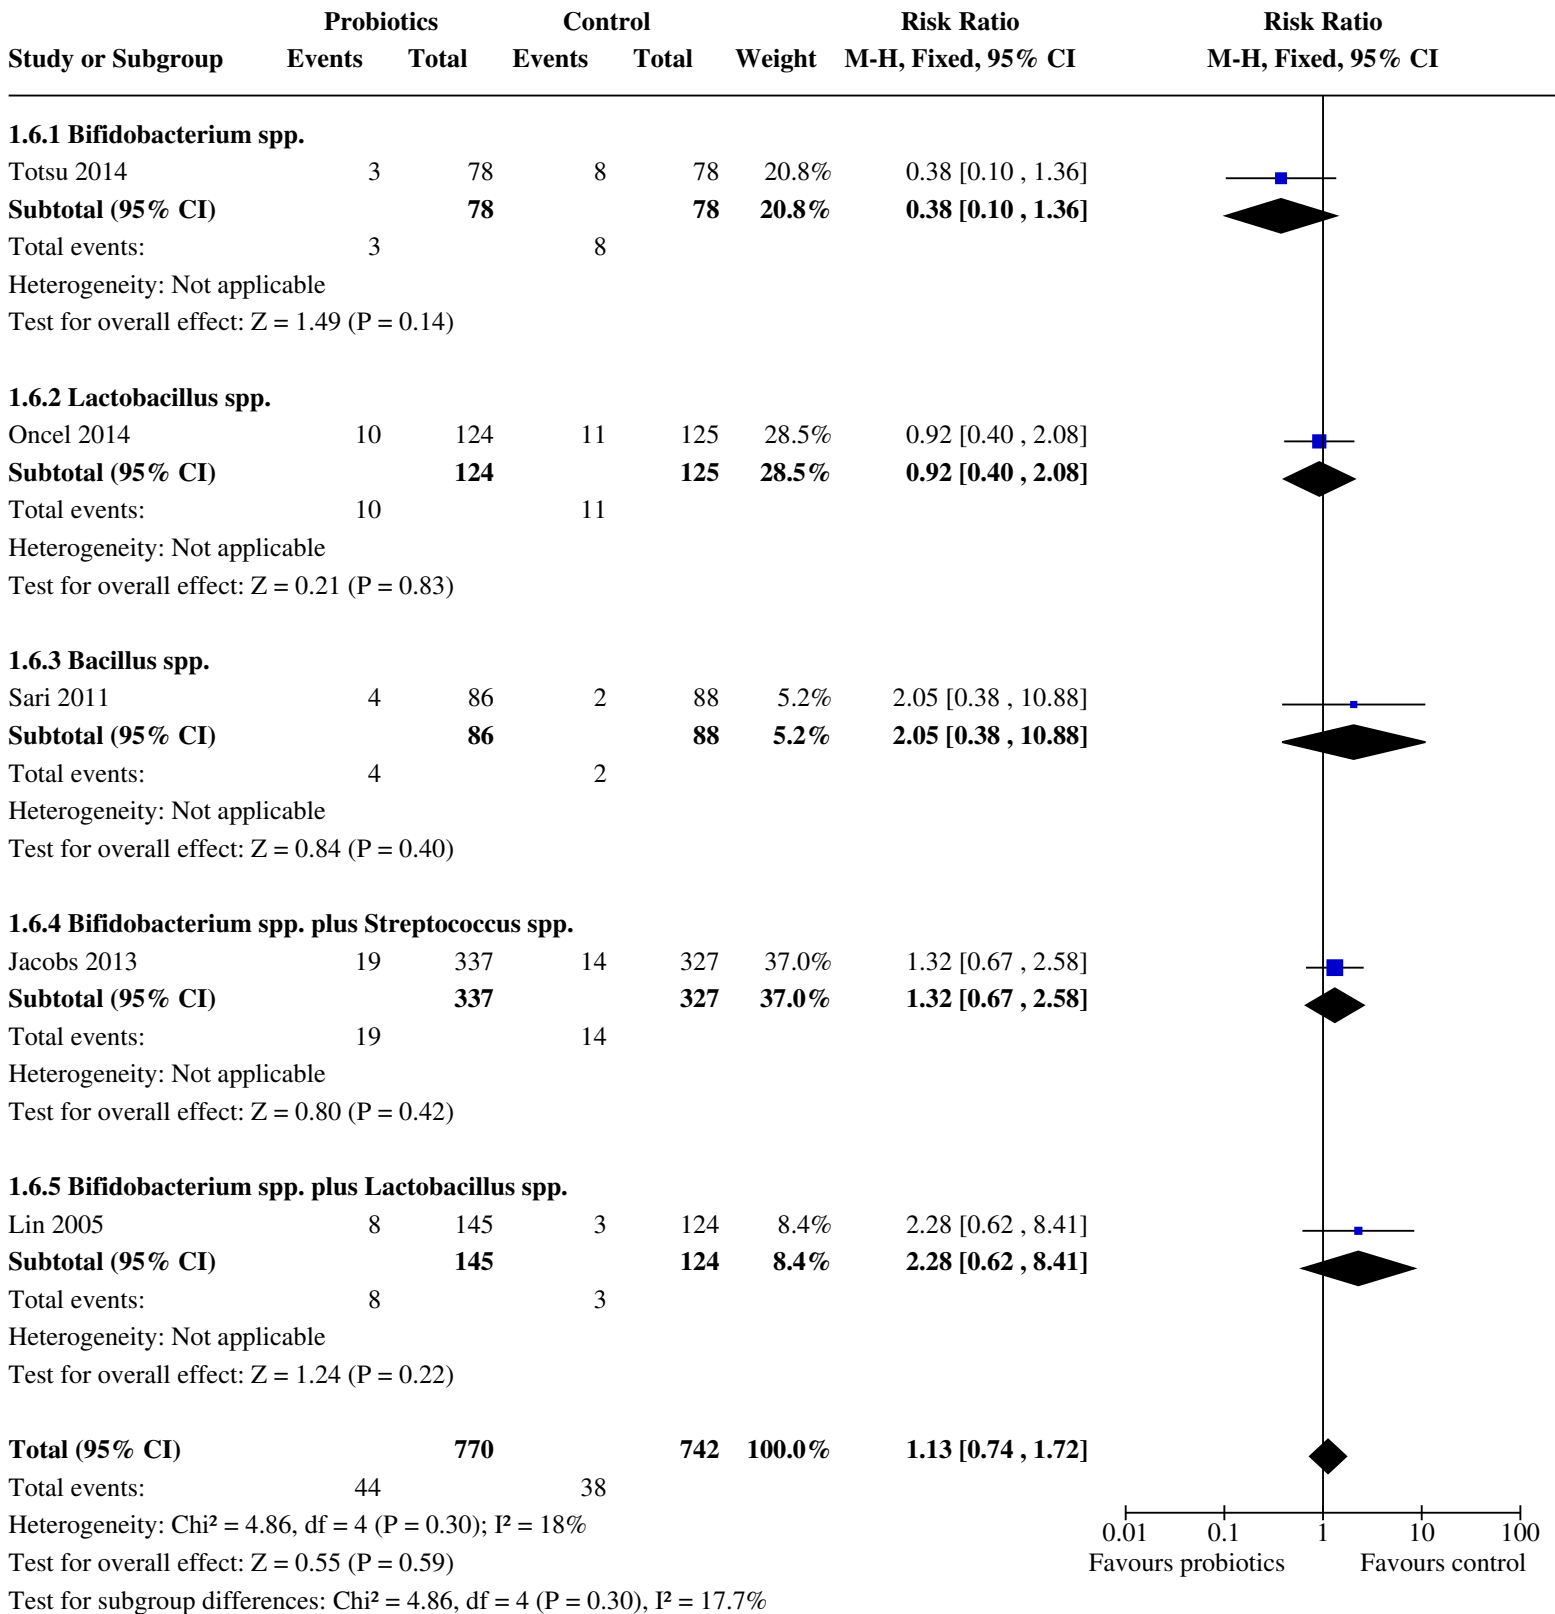 Probiotics Control Risk Ratio Risk Ratio
Study or Subgroup Events Total Events Total Weight M-H, Fixed, 95% CI M-H, Fixed, 95% CI
1.6.1 Bifidobacterium spp.
Totsu 2014 3 78 8 78 20.8% 0.38 [0.10 , 1.36]
Subtotal (95% CI) 78 78 20.8% 0.38 [0.10 , 1.36]
Total events: 3 8
Heterogeneity: Not applicable
Test for overall effect: Z = 1.49 (P = 0.14)
1.6.2 Lactobacillus spp.
Oncel 2014 10 124 11 125 28.5% 0.92 [0.40 , 2.08]
Subtotal (95% CI) 124 125 28.5% 0.92 [0.40 , 2.08]
Total events: 10 11
Heterogeneity: Not applicable
Test for overall effect: Z = 0.21 (P = 0.83)
1.6.3 Bacillus spp.
Sari 2011 4 86 2 88 5.2% 2.05 [0.38 , 10.88]
Subtotal (95% CI) 86 88 5.2% 2.05 [0.38 , 10.88]
Total events: 4 2
Heterogeneity: Not applicable
Test for overall effect: Z = 0.84 (P = 0.40)
1.6.4 Bifidobacterium spp. plus Streptococcus spp.
Jacobs 2013 19 337 14 327 37.0% 1.32 [0.67 , 2.58]
Subtotal (95% CI) 337 327 37.0% 1.32 [0.67 , 2.58]
Total events: 19 14
Heterogeneity: Not applicable
Test for overall effect: Z = 0.80 (P = 0.42)
1.6.5 Bifidobacterium spp. plus Lactobacillus spp.
Lin 2005 8 145 3 124 8.4% 2.28 [0.62 , 8.41]
Subtotal (95% CI) 145 124 8.4% 2.28 [0.62 , 8.41]
Total events: 8 3
Heterogeneity: Not applicable
Test for overall effect: Z = 1.24 (P = 0.22)
Total (95% CI) 770 742 100.0% 1.13 [0.74 , 1.72]
Total events: 44 38
Heterogeneity: Chi² = 4.86, df = 4 (P = 0.30); I² = 18%
0.01 0.1 1 10 100
Test for overall effect: Z = 0.55 (P = 0.59)
Favours probiotics Favours control
Test for subgroup differences: Chi² = 4.86, df = 4 (P = 0.30), I² = 17.7%